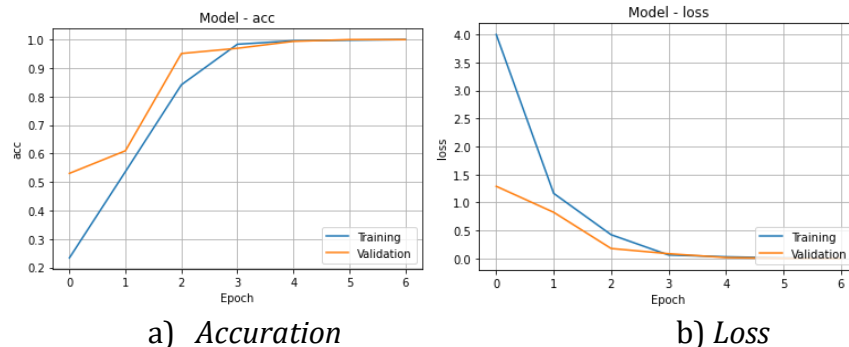 Model - acc
1.0
0.9
0.8
0.7
0.6
0.5
0.4
0.3
0.2
acc
0 1 2 3 4 5 6
Epoch
Training
Validation
a) Accuration
Model - loss
4.0
3.5
3.0
2.5
2.0
1.5
1.0
0.5
0.0
loss
0 1 2 3 4 5 6
Epoch
Training
Validation
b) Loss